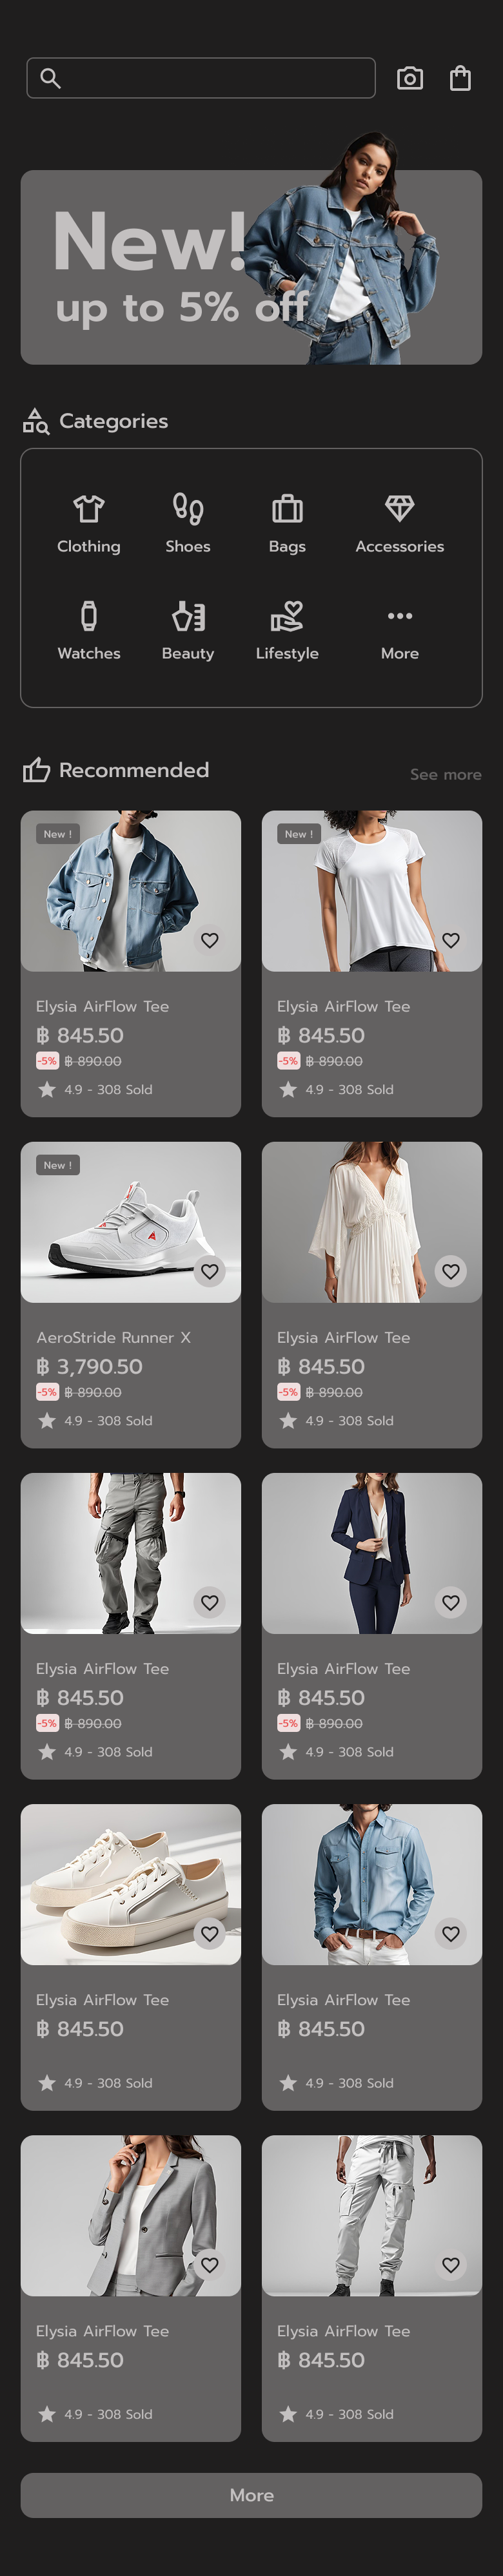 New!
up to 5% off
Categories
Clothing
Shoes
Bags
Accessories
Watches
Beauty
Lifestyle
More
Recommended
See more
New !
Elysia AirFlow Tee
฿ 845.50
-5% ฿ 890.00
4.9 - 308 Sold
New !
Elysia AirFlow Tee
฿ 845.50
-5% ฿ 890.00
4.9 - 308 Sold
New !
AeroStride Runner X
฿ 3,790.50
-5% ฿ 890.00
4.9 - 308 Sold
Elysia AirFlow Tee
฿ 845.50
-5% ฿ 890.00
4.9 - 308 Sold
Elysia AirFlow Tee
฿ 845.50
-5% ฿ 890.00
4.9 - 308 Sold
Elysia AirFlow Tee
฿ 845.50
-5% ฿ 890.00
4.9 - 308 Sold
Elysia AirFlow Tee
฿ 845.50
4.9 - 308 Sold
Elysia AirFlow Tee
฿ 845.50
4.9 - 308 Sold
Elysia AirFlow Tee
฿ 845.50
4.9 - 308 Sold
Elysia AirFlow Tee
฿ 845.50
4.9 - 308 Sold
More